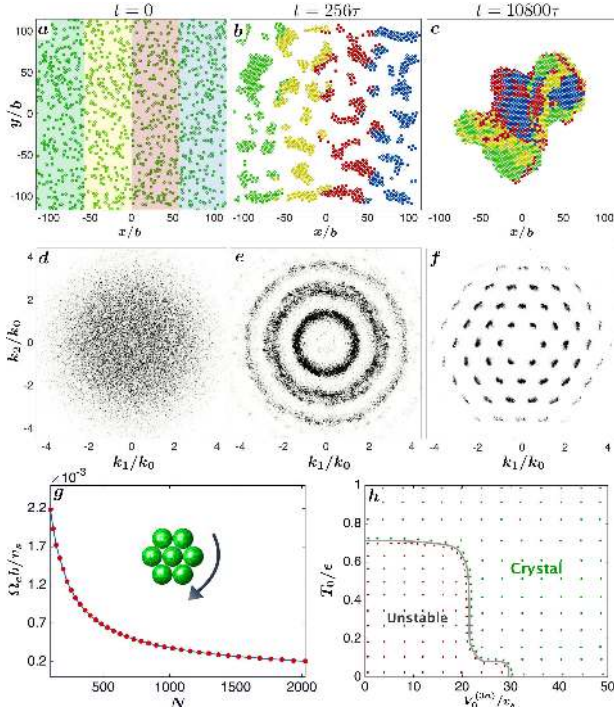 t = 0
t = 256τ
t = 10800τ
a
b
c
y/b
100
50
0
-50
-100
-100 -50 0 50 100
-100 -50 0 50 100
-100 -50 0 50 100
x/b
x/b
x/b
d
e
f
k₂/k₀
4
2
0
-2
-4
-4 -2 0 2 4
-4 -2 0 2 4
-4 -2 0 2 4
k₁/k₀
k₁/k₀
k₁/k₀
g
×10⁻³
2.2
1.7
1.2
0.7
0.2
500 1000 1500 2000
N
h
T₀/ϵ
1
0.8
0.6
0.4
0.2
0
Crystal
Unstable
0 10 20 30 40 50